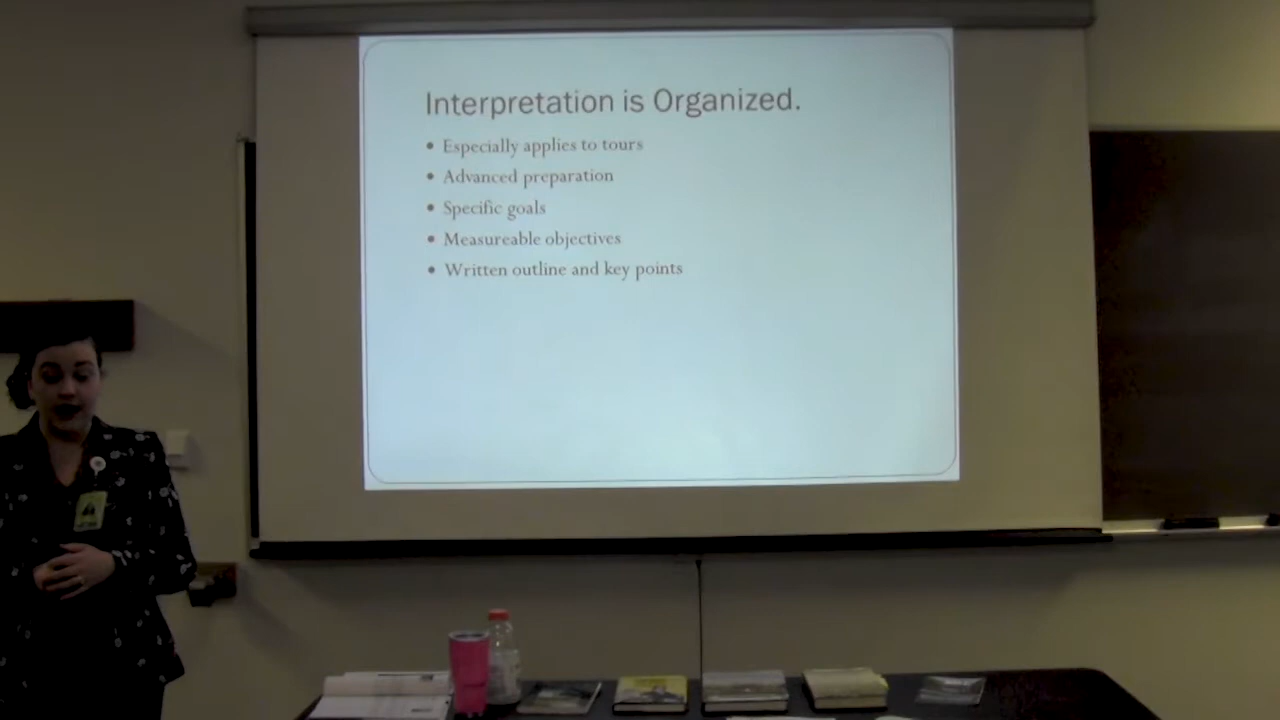 Interpretation is Organized.
• Especially applies to tours
• Advanced preparation
• Specific goals
• Measureable objectives
• Written outline and key points